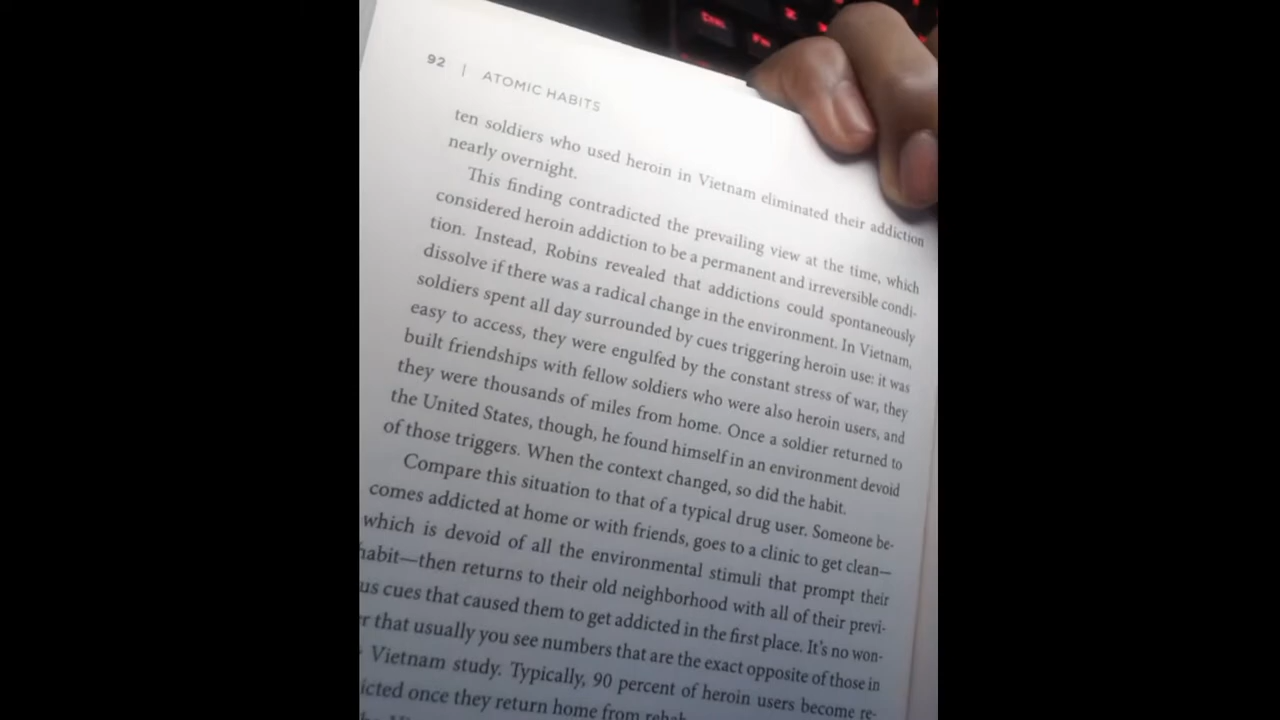 92 | ATOMIC HABITS
ten soldiers who used heroin in Vietnam eliminated their addiction
nearly overnight.
This finding contradicted the prevailing view at the time, which
considered heroin addiction to be a permanent and irreversible condi-
tion. Instead, Robins revealed that addictions could spontaneously
dissolve if there was a radical change in the environment. In Vietnam,
soldiers spent all day surrounded by cues triggering heroin use: it was
easy to access, they were engulfed by the constant stress of war, they
built friendships with fellow soldiers who were also heroin users, and
they were thousands of miles from home. Once a soldier returned to
the United States, though, he found himself in an environment devoid
of those triggers. When the context changed, so did the habit.
Compare this situation to that of a typical drug user. Someone be-
comes addicted at home or with friends, goes to a clinic to get clean—
which is devoid of all the environmental stimuli that prompt their
habit—then returns to their old neighborhood with all of their previ-
us cues that caused them to get addicted in the first place. It's no won-
r that usually you see numbers that are the exact opposite of those in
Vietnam study. Typically, 90 percent of heroin users become re-
icted once they return home from rehab